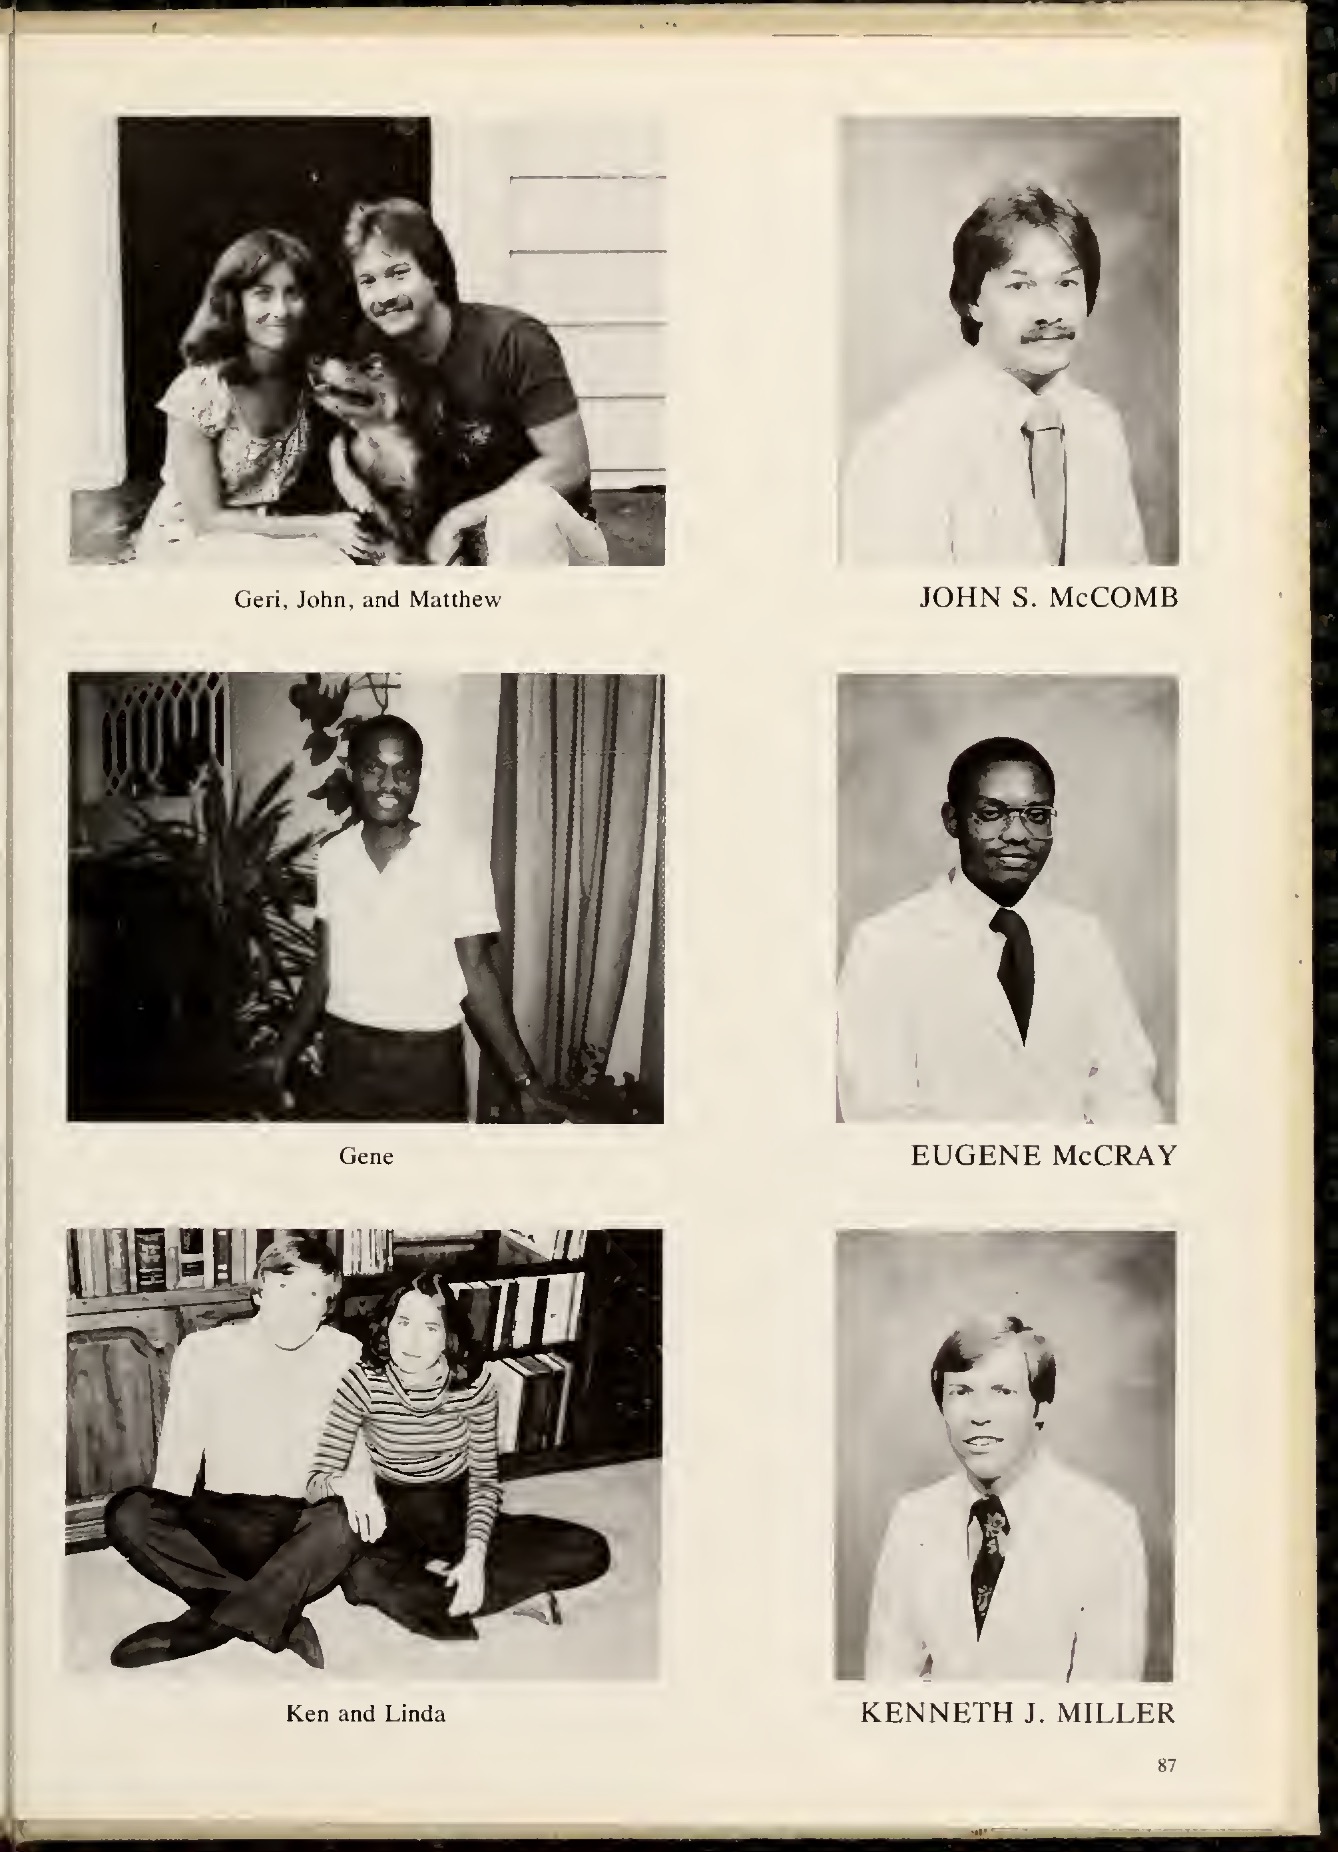 Geri, John, and Matthew
JOHN S. McCOMB
Gene
EUGENE McCRAY
Ken and Linda
KENNETH J. MILLER
87